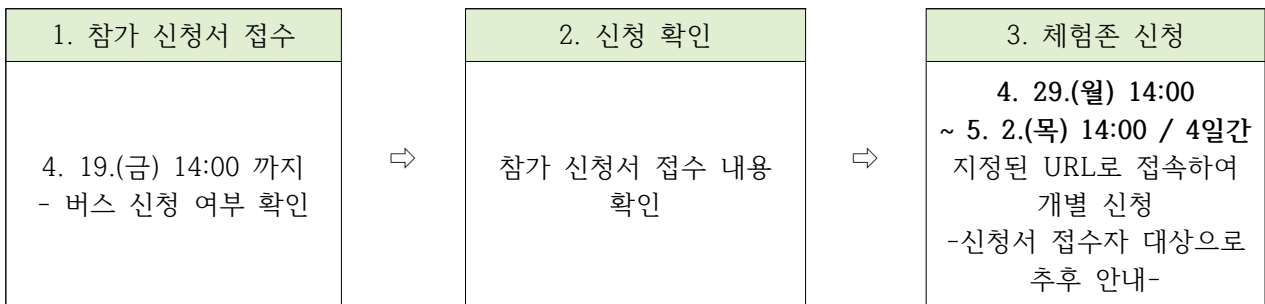 1. 참가 신청서 접수
4. 19.(금) 14:00 까지
- 버스 신청 여부 확인
⇨
2. 신청 확인
참가 신청서 접수 내용
확인
⇨
3. 체험존 신청
4. 29.(월) 14:00
~ 5. 2.(목) 14:00 / 4일간
지정된 URL로 접속하여
개별 신청
-신청서 접수자 대상으로
추후 안내-